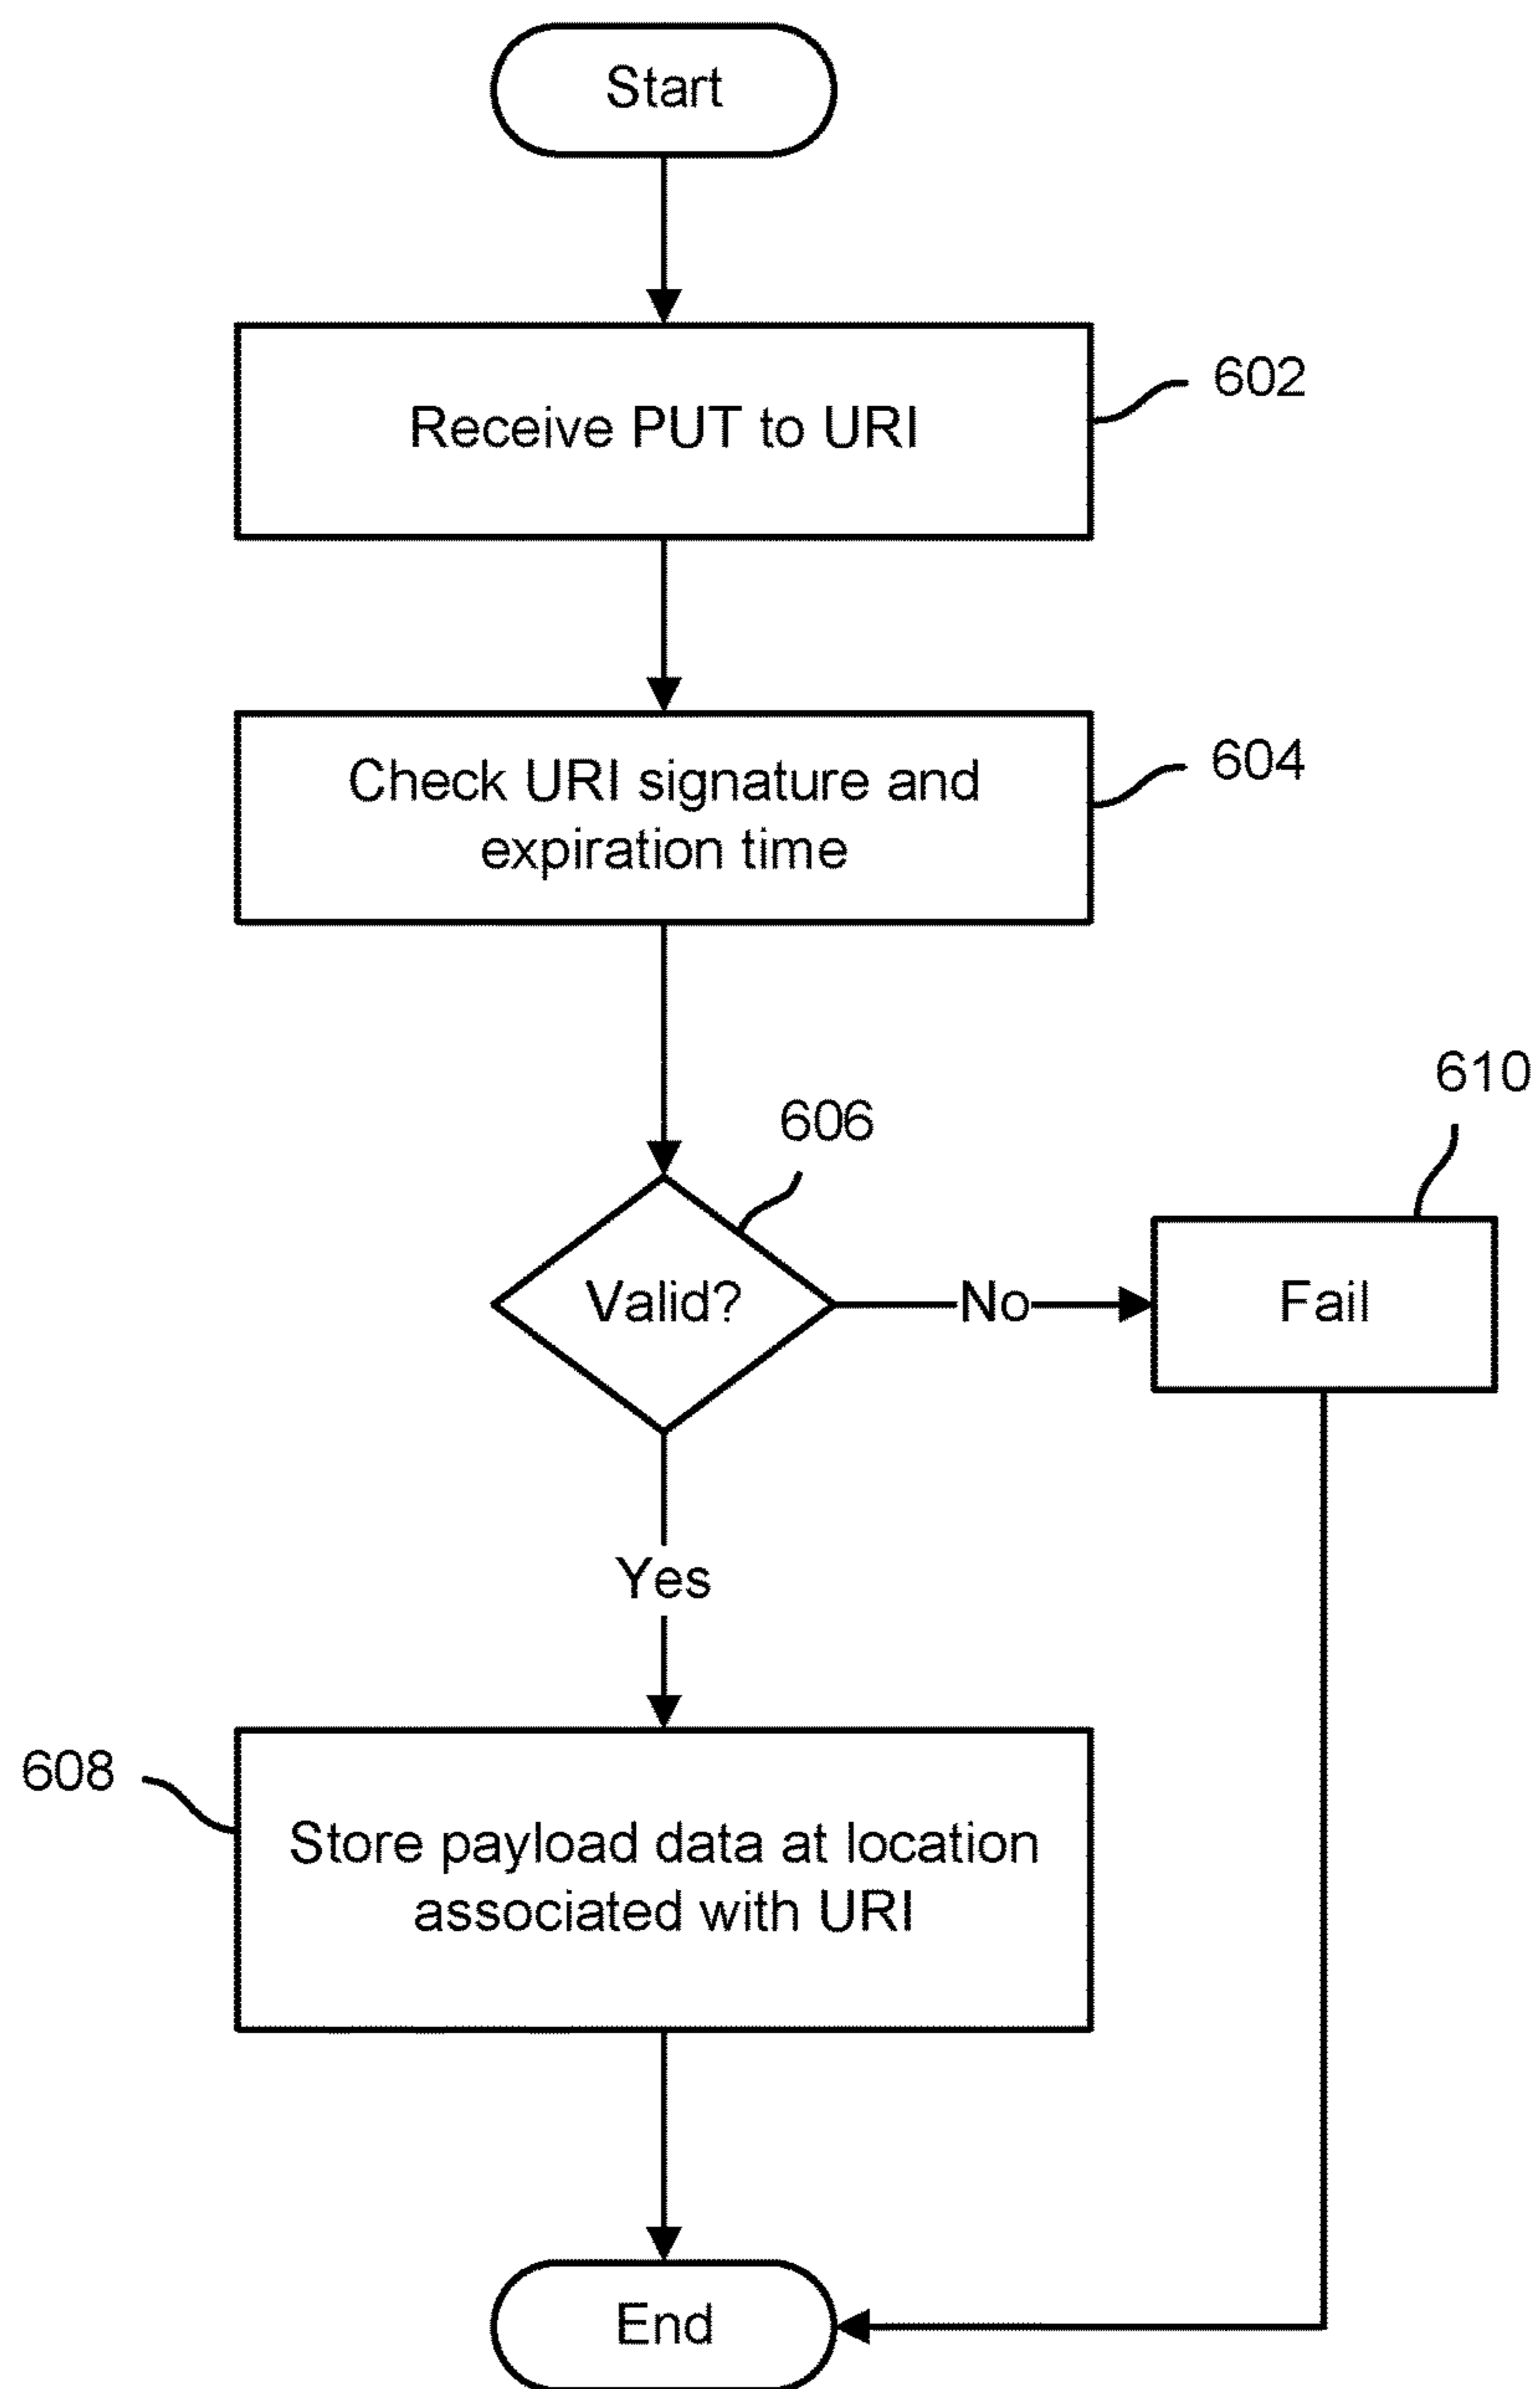 Start
Receive PUT to URI
602
Check URI signature and
expiration time
604
606
Valid?
No
610
Fail
Yes
608
Store payload data at location
associated with URI
End